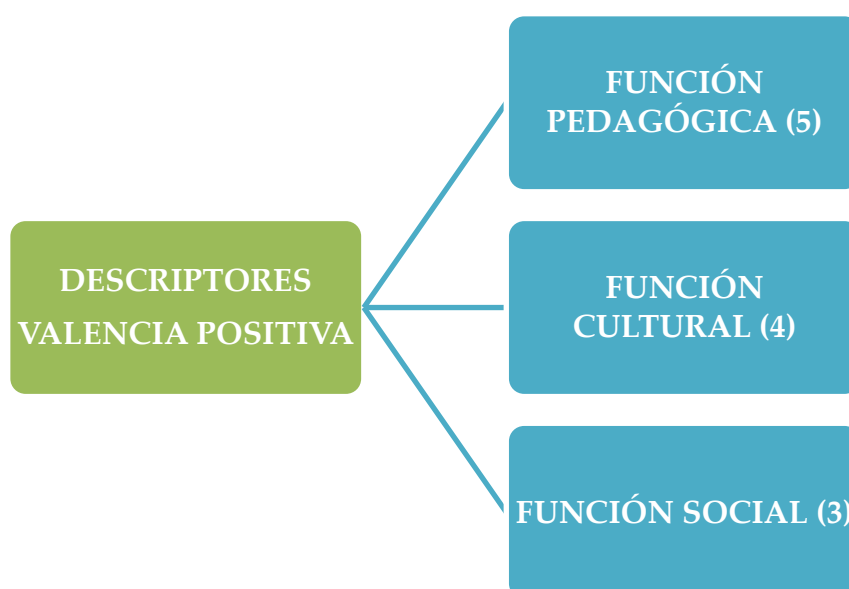 DESCRIPTORES
VALENCIA POSITIVA
FUNCIÓN
PEDAGÓGICA (5)
FUNCIÓN
CULTURAL (4)
FUNCIÓN SOCIAL (3)